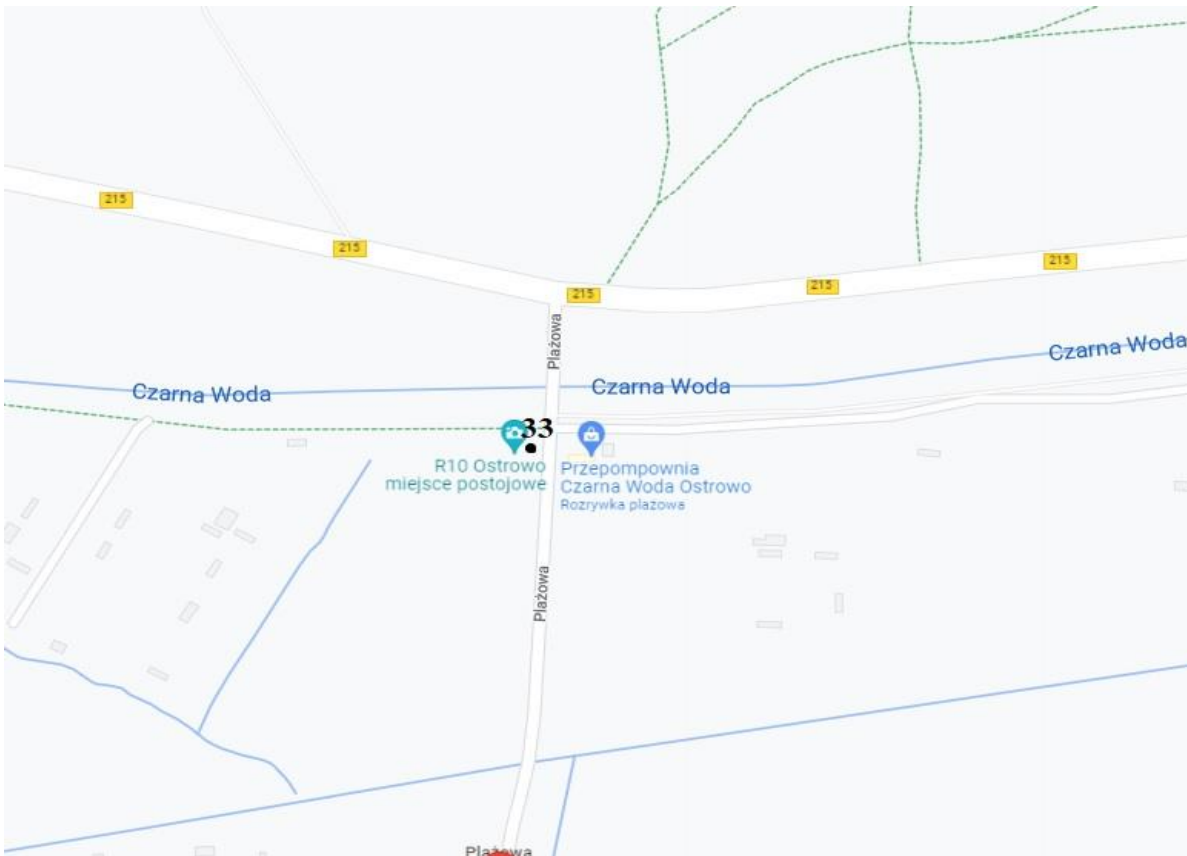 215
215
215
215
215
Plażowa
Czarna Woda
Czarna Woda
Czarna Woda
33
R10 Ostrowo
miejsce postojowe
Przepompownia
Czarna Woda Ostrowo
Rozrywka plażowa
Plażowa
Plażowa